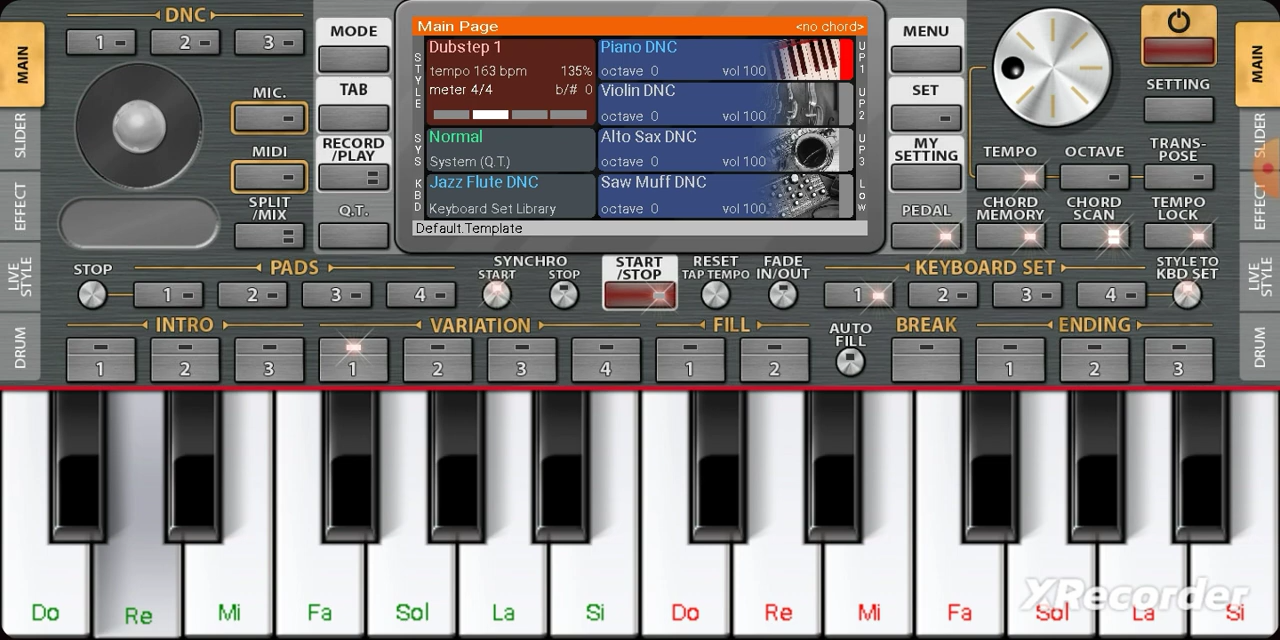 DNC
1 2 3
MODE
Main Page <no chord>
MENU
SETTING
MAIN
SLIDER
EFFECT
LIVE STYLE
DRUM
MIC.
MIDI
SPLIT
/MIX
TAB
RECORD
/PLAY
Q.T.
STYLE
Dubstep 1
tempo 163 bpm 135%
meter 4/4 b/# 0
SYS
Normal
System (Q.T.)
KBD
Jazz Flute DNC
Keyboard Set Library
Piano DNC
octave 0 vol 100
UP1
Violin DNC
octave 0 vol 100
UP2
Alto Sax DNC
octave 0 vol 100
UP3
Saw Muff DNC
octave 0 vol 100
Low
Default.Template
SET
MY
SETTING
PEDAL
TEMPO OCTAVE TRANS-
POSE
CHORD
MEMORY
CHORD
SCAN
TEMPO
LOCK
MAIN
SLIDER
EFFECT
LIVE STYLE
DRUM
STOP
PADS
1 2 3 4
SYNCHRO
START STOP
START
/STOP
RESET
TAP TEMPO
FADE
IN/OUT
KEYBOARD SET
1 2 3 4
STYLE TO
KBD SET
INTRO
1 2 3
VARIATION
1 2 3 4
FILL
1 2
AUTO
FILL
BREAK
ENDING
1 2 3
Do Re Mi Fa Sol La Si Do Re Mi Fa Sol La Si
XRecorder